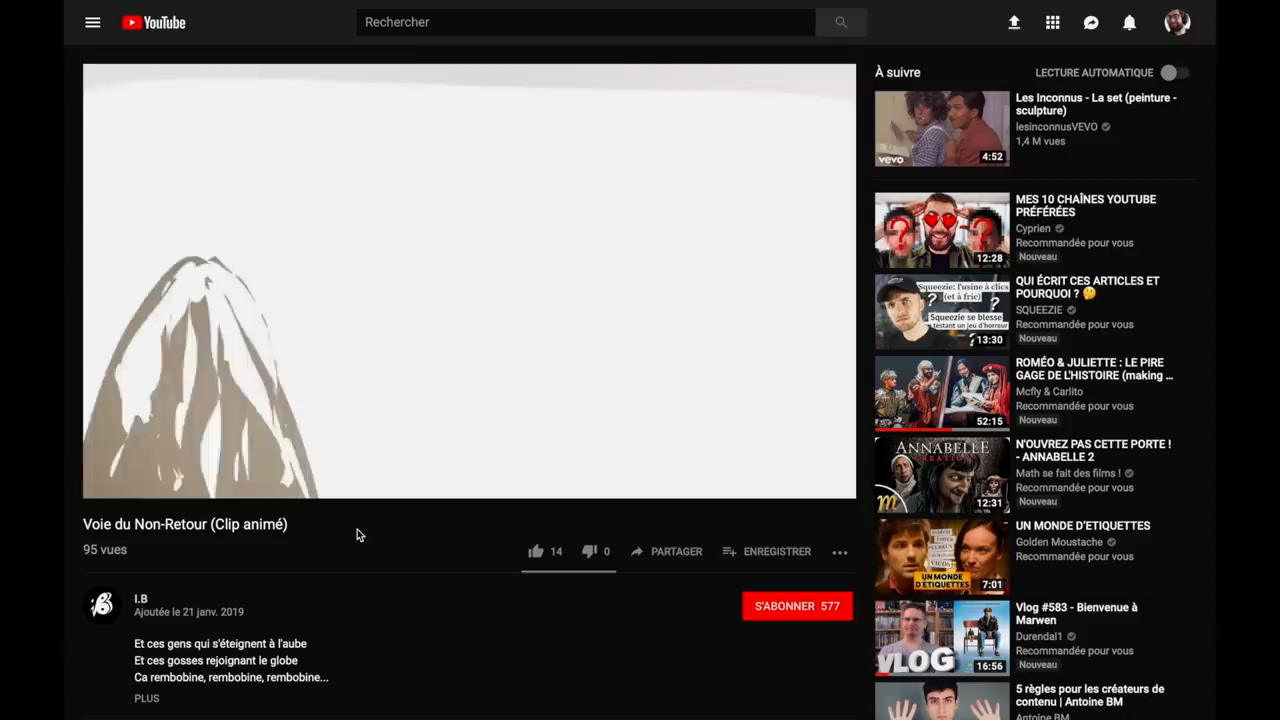 YouTube
Rechercher
Voie du Non-Retour (Clip animé)
95 vues
14
0
PARTAGER
ENREGISTRER
I.B
Ajoutée le 21 janv. 2019
S'ABONNER 577
Et ces gens qui s'éteignent à l'aube
Et ces gosses rejoignant le globe
Ca rembobine, rembobine, rembobine...
PLUS
À suivre
LECTURE AUTOMATIQUE
vevo
4:52
Les Inconnus - La set (peinture -
sculpture)
lesinconnusVEVO
1,4 M vues
? ?
12:28
MES 10 CHAÎNES YOUTUBE
PRÉFÉRÉES
Cyprien
Recommandée pour vous
Nouveau
Squeezie: l'usine à clics
(et à fric)
? ?
Squeezie se blesse
en testant un jeu d'horreur
?
13:30
QUI ÉCRIT CES ARTICLES ET
POURQUOI ? 🤔
SQUEEZIE
Recommandée pour vous
Nouveau
52:15
ROMÉO & JULIETTE : LE PIRE
GAGE DE L'HISTOIRE (making ...
Mcfly & Carlito
Recommandée pour vous
Nouveau
ANNABELLE
CREATION
m
12:31
N'OUVREZ PAS CETTE PORTE !
- ANNABELLE 2
Math se fait des films !
Recommandée pour vous
Nouveau
UN MONDE
D'ETIQUETTES
7:01
UN MONDE D'ETIQUETTES
Golden Moustache
Recommandée pour vous
VLOG
16:56
Vlog #583 - Bienvenue à
Marwen
Durendal1
Recommandée pour vous
Nouveau
5 règles pour les créateurs de
contenu | Antoine BM
Antoine BM